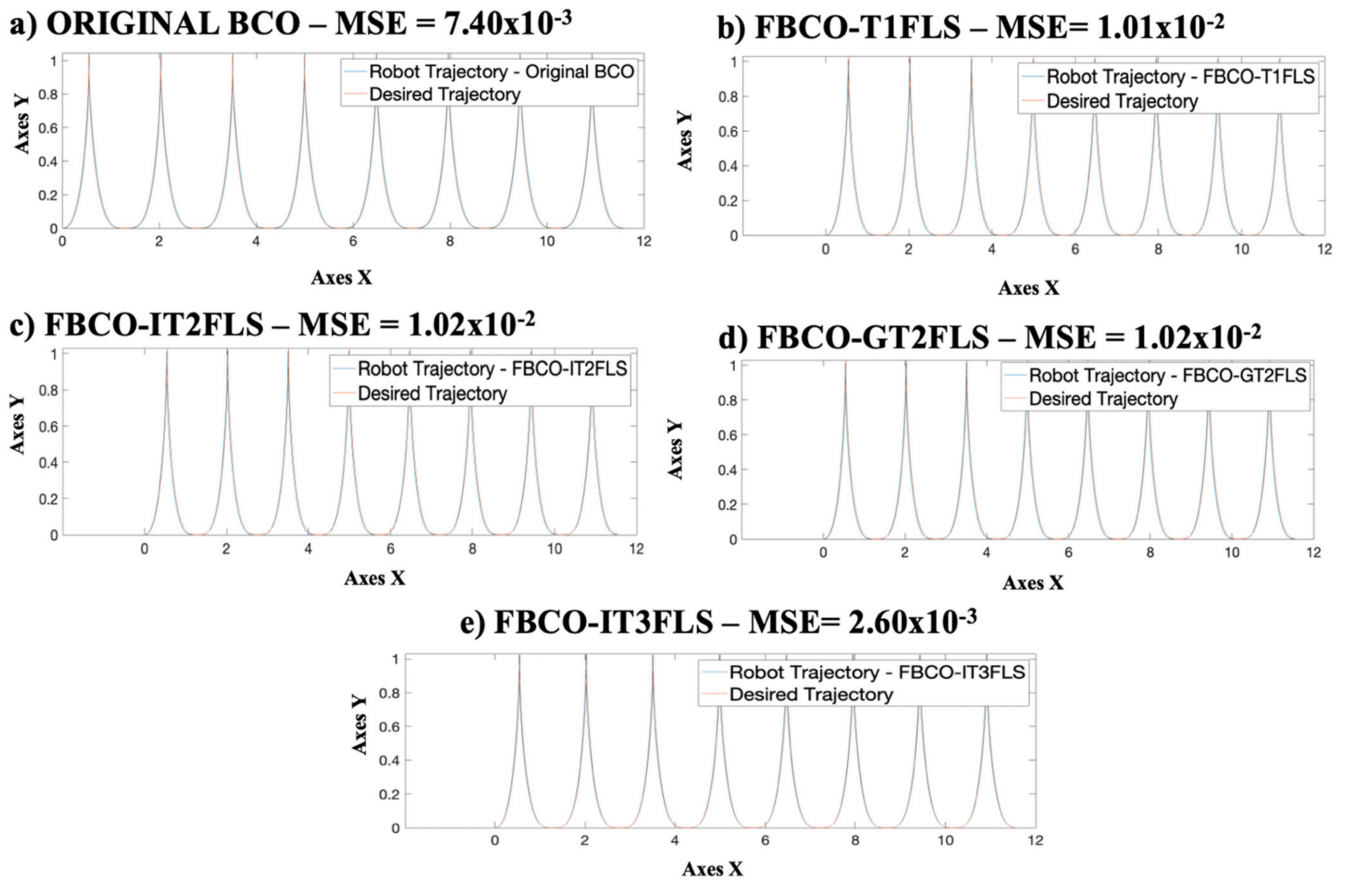 a) ORIGINAL BCO – MSE = 7.40x10-3
Robot Trajectory - Original BCO
Desired Trajectory
Axes Y
1
0.8
0.6
0.4
0.2
0
0 2 4 6 8 10 12
Axes X
b) FBCO-T1FLS – MSE= 1.01x10-2
Robot Trajectory - FBCO-T1FLS
Desired Trajectory
Axes Y
1
0.8
0.6
0.4
0.2
0
0 2 4 6 8 10 12
Axes X
c) FBCO-IT2FLS – MSE = 1.02x10-2
Robot Trajectory - FBCO-IT2FLS
Desired Trajectory
Axes Y
1
0.8
0.6
0.4
0.2
0
0 2 4 6 8 10 12
Axes X
d) FBCO-GT2FLS – MSE = 1.02x10-2
Robot Trajectory - FBCO-GT2FLS
Desired Trajectory
Axes Y
1
0.8
0.6
0.4
0.2
0
0 2 4 6 8 10 12
Axes X
e) FBCO-IT3FLS – MSE= 2.60x10-3
Robot Trajectory - FBCO-IT3FLS
Desired Trajectory
Axes Y
1
0.8
0.6
0.4
0.2
0
0 2 4 6 8 10 12
Axes X